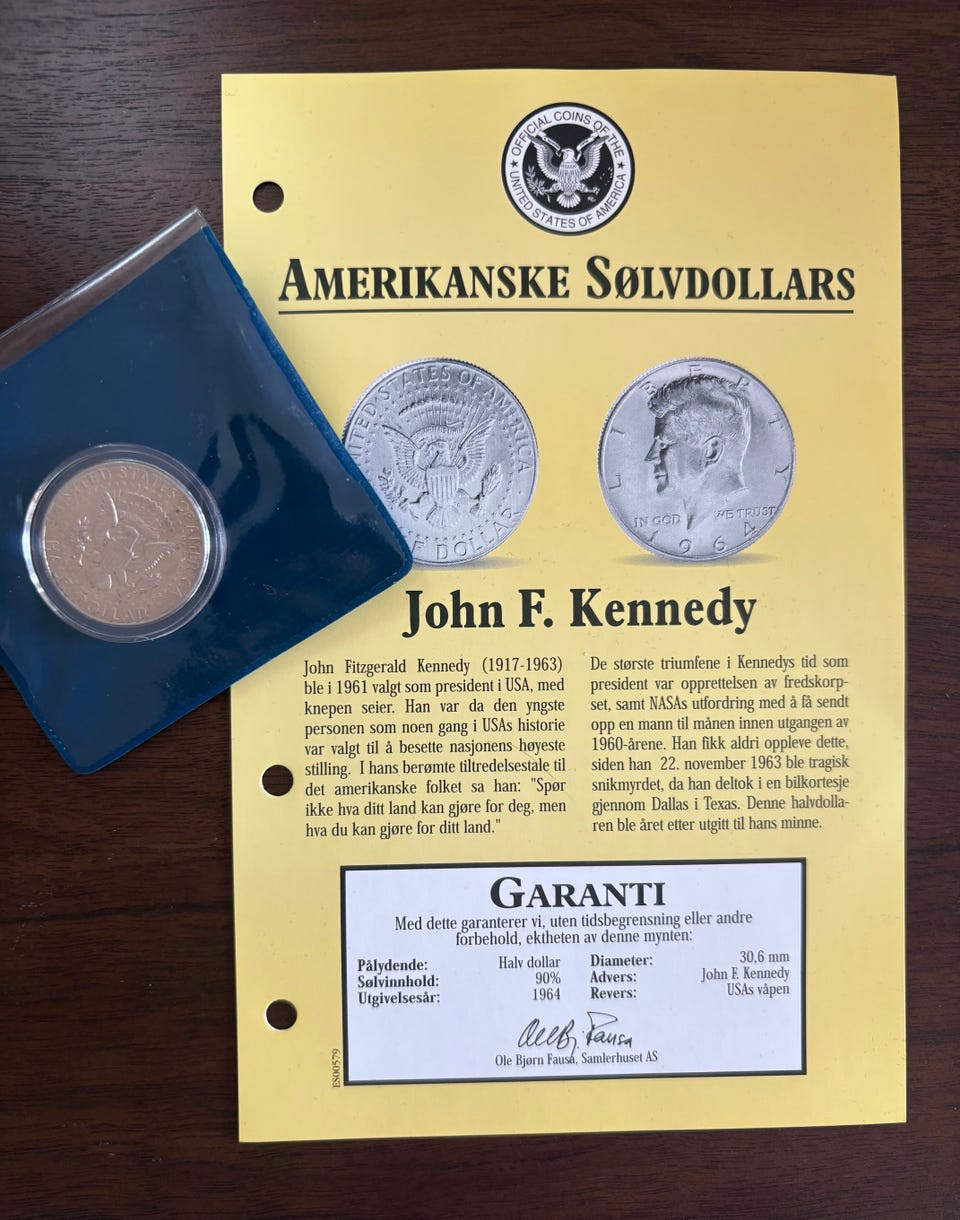 OFFICIAL COINS OF THE
UNITED STATES OF AMERICA
AMERIKANSKE SØLVDOLLARS
UNITED STATES OF AMERICA
DOLLAR
LIBERTY
IN GOD WE TRUST
1964
UNITED STATES OF AMERICA
DOLLAR
John F. Kennedy
John Fitzgerald Kennedy (1917-1963)
ble i 1961 valgt som president i USA, med
knepen seier. Han var da den yngste
personen som noen gang i USAs historie
var valgt til å besette nasjonens høyeste
stilling. I hans berømte tiltredelsestale til
det amerikanske folket sa han: "Spør
ikke hva ditt land kan gjøre for deg, men
hva du kan gjøre for ditt land."
De største triumfene i Kennedys tid som
president var opprettelsen av fredskorp-
set, samt NASAs utfordring med å få sendt
opp en mann til månen innen utgangen av
1960-årene. Han fikk aldri oppleve dette,
siden han 22. november 1963 ble tragisk
snikmyrdet, da han deltok i en bilkortesje
gjennom Dallas i Texas. Denne halvdolla-
ren ble året etter utgitt til hans minne.
GARANTI
Med dette garanterer vi, uten tidsbegrensning eller andre
forbehold, ektheten av denne mynten:
Pålydende: Halv dollar
Sølvinnhold: 90%
Utgivelsesår: 1964
Diameter: 30,6 mm
Advers: John F. Kennedy
Revers: USAs våpen
Ole Bj. Fausa
Ole Bjørn Fausa, Samlerhuset AS
ES00579